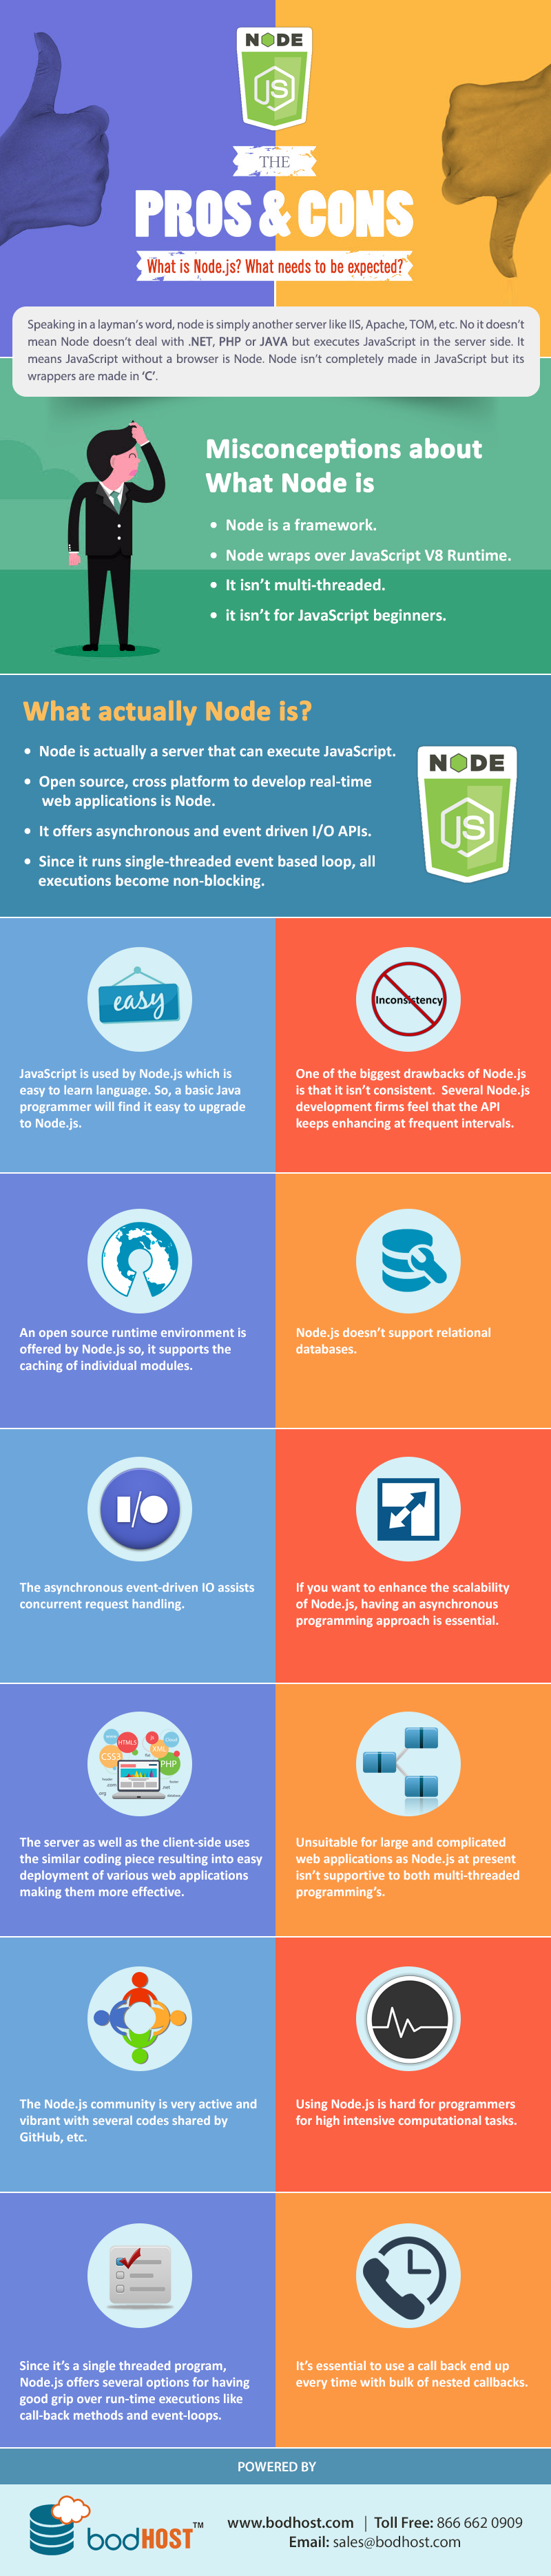 NODE
JS
THE
PROS & CONS
What is Node.js? What needs to be expected?
Speaking in a layman's word, node is simply another server like IIS, Apache, TOM, etc. No it doesn't
mean Node doesn't deal with .NET, PHP or JAVA but executes JavaScript in the server side. It
means JavaScript without a browser is Node. Node isn't completely made in JavaScript but its
wrappers are made in 'C'.
Misconceptions about
What Node is
• Node is a framework.
• Node wraps over JavaScript V8 Runtime.
• It isn't multi-threaded.
• it isn't for JavaScript beginners.
What actually Node is?
• Node is actually a server that can execute JavaScript.
• Open source, cross platform to develop real-time
web applications is Node.
• It offers asynchronous and event driven I/O APIs.
• Since it runs single-threaded event based loop, all
executions become non-blocking.
NODE
JS
easy
JavaScript is used by Node.js which is
easy to learn language. So, a basic Java
programmer will find it easy to upgrade
to Node.js.
Inconsistency
One of the biggest drawbacks of Node.js
is that it isn't consistent. Several Node.js
development firms feel that the API
keeps enhancing at frequent intervals.
An open source runtime environment is
offered by Node.js so, it supports the
caching of individual modules.
Node.js doesn't support relational
databases.
I/O
The asynchronous event-driven IO assists
concurrent request handling.
If you want to enhance the scalability
of Node.js, having an asynchronous
programming approach is essential.
HTML5
XML
CSS3
PHP
The server as well as the client-side uses
the similar coding piece resulting into easy
deployment of various web applications
making them more effective.
Unsuitable for large and complicated
web applications as Node.js at present
isn't supportive to both multi-threaded
programming's.
The Node.js community is very active and
vibrant with several codes shared by
GitHub, etc.
Using Node.js is hard for programmers
for high intensive computational tasks.
Since it's a single threaded program,
Node.js offers several options for having
good grip over run-time executions like
call-back methods and event-loops.
It's essential to use a call back end up
every time with bulk of nested callbacks.
POWERED BY
bodHOST™
www.bodhost.com | Toll Free: 866 662 0909
Email: sales@bodhost.com